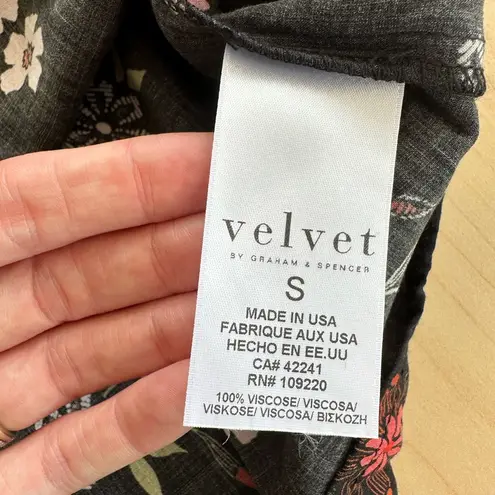 velvet
BY GRAHAM & SPENCER
S
MADE IN USA
FABRIQUE AUX USA
HECHO EN EE.UU
CA# 42241
RN# 109220
100% VISCOSE/ VISCOSA/
VISKOSE/ VISCOSA/ ΒΙΣΚΟΖΗ